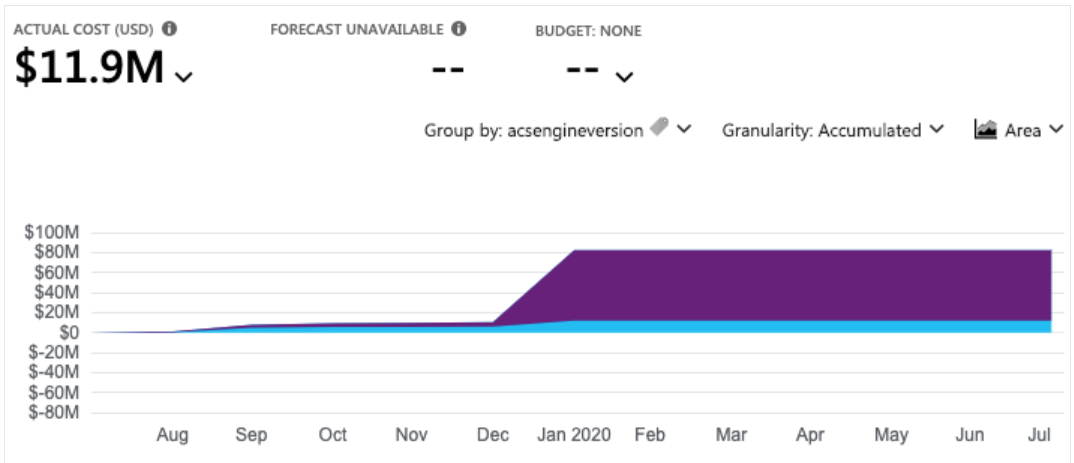 ACTUAL COST (USD) FORECAST UNAVAILABLE BUDGET: NONE
$11.9M -- --
Group by: acsengineversion Granularity: Accumulated Area
$100M
$80M
$60M
$40M
$20M
$0
$-20M
$-40M
$-60M
$-80M
Aug Sep Oct Nov Dec Jan 2020 Feb Mar Apr May Jun Jul